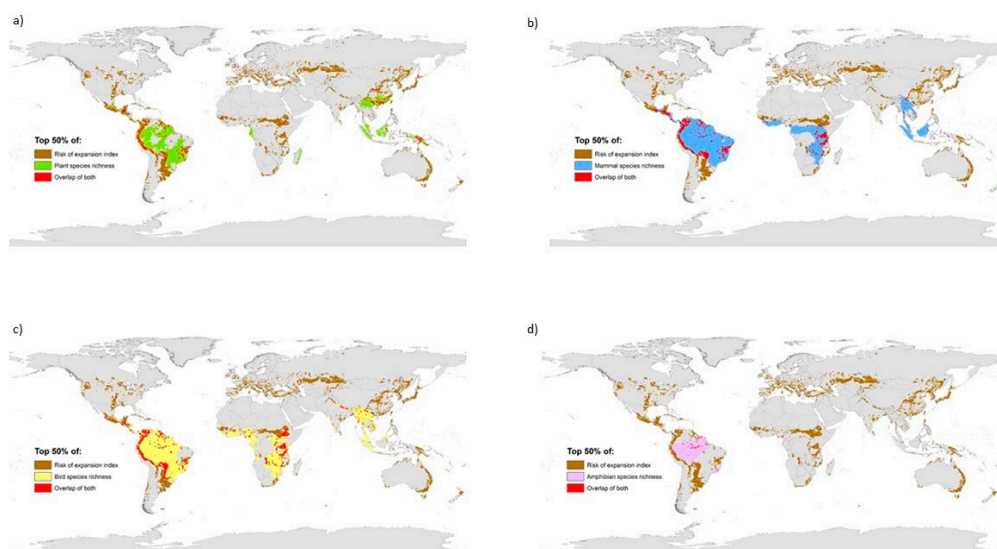 a)
b)
Top 50% of:
Risk of expansion index
Plant species richness
Overlap of both
Top 50% of:
Risk of expansion index
Mammal species richness
Overlap of both
c)
d)
Top 50% of:
Risk of expansion index
Bird species richness
Overlap of both
Top 50% of:
Risk of expansion index
Amphibian species richness
Overlap of both